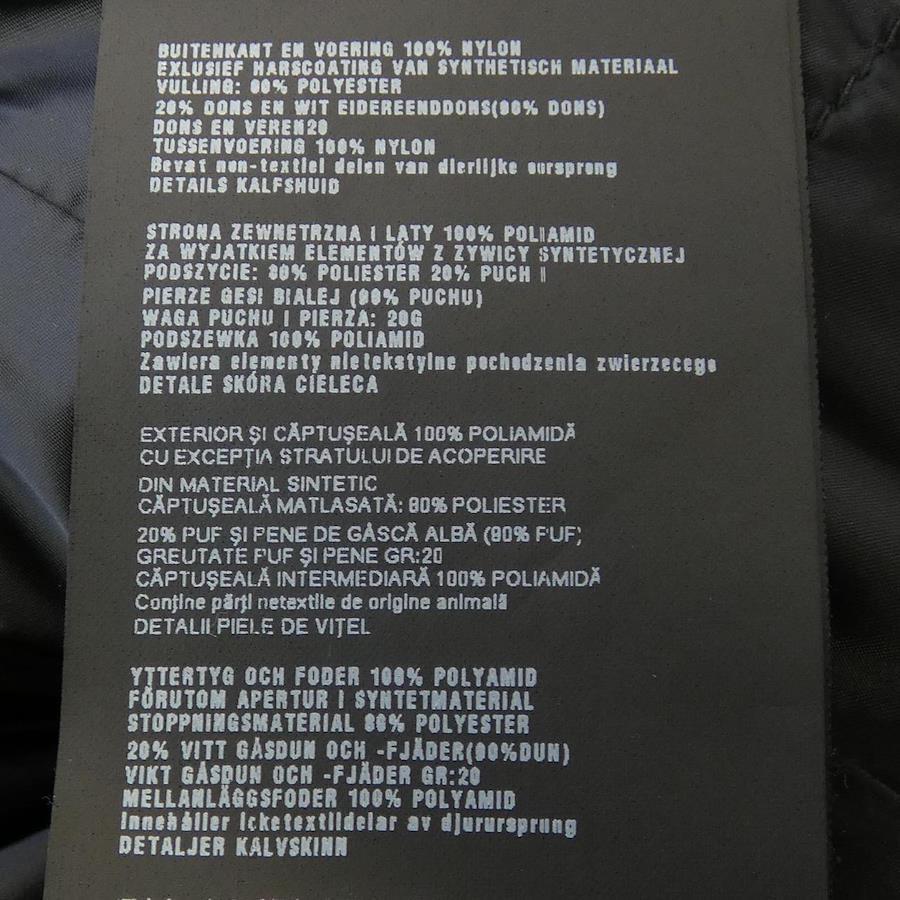 BUITENKANT EN VOERING 100% NYLON
EXLUSIEF HARSCOATING VAN SYNTHETISCH MATERIAAL
VULLING: 80% POLYESTER
20% DONS EN WIT EIDEREENDDONS(90% DONS)
DONS EN VEREN20
TUSSENVOERING 100% NYLON
Bevat non-textiel delen van dierlijke oursprong
DETAILS KALFSHUID
STRONA ZEWNETRZNA I LĄTY 100% POLIAMID
ZA WYJATKIEM ELEMENTÓW Z ZYWICY SYNTETYCZNEJ
PODSZYCIE: 80% POLIESTER 20% PUCH I
PIERZE GESI BIALEJ (90% PUCHU)
WAGA PUCHU I PIERZA: 20G
PODSZEWKA 100% POLIAMID
Zawiera elementy nietekstylne pochodzenia zwierzecego
DETALE SKÓRA CIELECA
EXTERIOR ŞI CĂPTUŞEALĂ 100% POLIAMIDĂ
CU EXCEPŢIA STRATULUI DE ACOPERIRE
DIN MATERIAL SINTETIC
CĂPTUŞEALĂ MATLASATĂ: 80% POLIESTER
20% PUF ŞI PENE DE GÂSCĂ ALBĂ (90% PUF)
GREUTATE PUF ŞI PENE GR:20
CĂPTUŞEALĂ INTERMEDIARĂ 100% POLIAMIDĂ
Conţine părţi netaxtile de origine animală
DETALII PIELE DE VIŢEL
YTTERTYG OCH FODER 100% POLYAMID
FÖRUTOM APERTUR I SYNTETMATERIAL
STOPPNINGSMATERIAL 80% POLYESTER
20% VITT GÅSDUN OCH -FJÄDER(90%DUN)
VIKT GÅSDUN OCH -FJÄDER GR:20
MELLANLÄGGSFODER 100% POLYAMID
Innehåller icketextildelar av djurursprung
DETALJER KALVSKINN